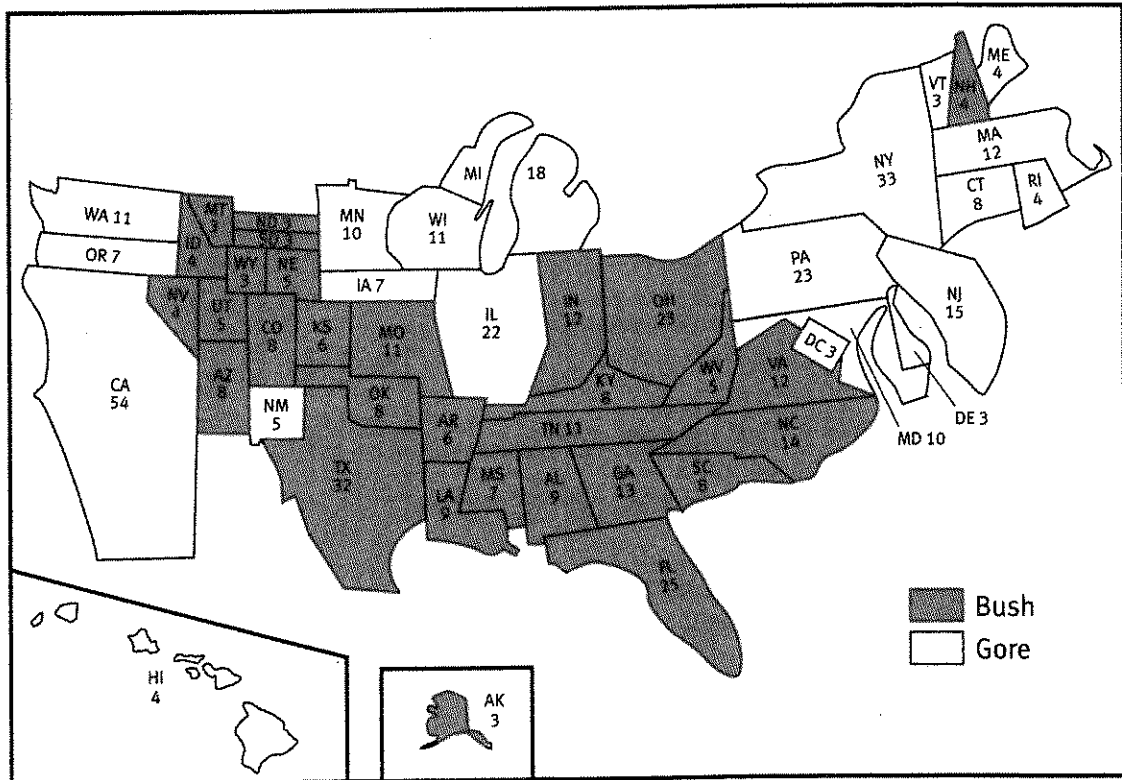 ME
4
VT
3
NH
4
MA
12
NY
33
CT
8
RI
4
MI
18
WA 11
MT
3
ND 3
SD 3
MN
10
WI
11
OR 7
ID
4
WY
3
NE
5
IA 7
PA
23
NJ
15
NV
4
UT
5
CO
8
KS
6
MO
11
IL
22
IN
12
OH
DC 3
WV
5
VA
12
KY
8
CA
54
AZ
8
NM
5
OK
8
AR
6
TN 11
NC
14
DE 3
MD 10
TX
32
LA
9
MS
7
AL
9
GA
13
SC
8
FL
25
Bush
Gore
HI
4
AK
3